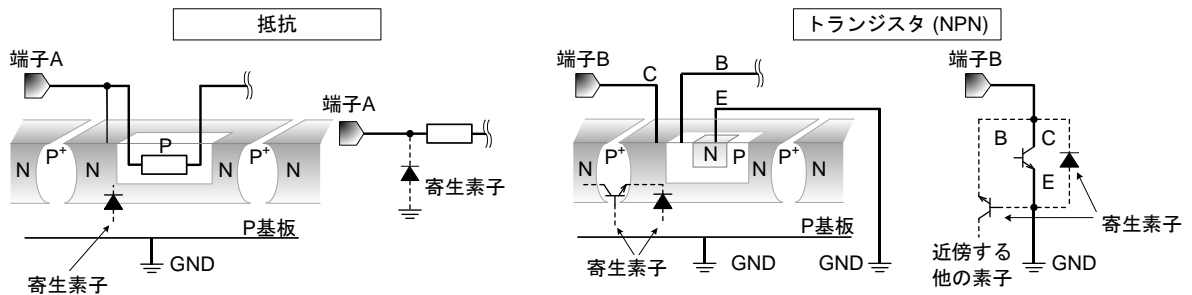 抵抗
トランジスタ (NPN)
端子A
端子A
P
N
P+
N
N
P+
N
寄生素子
P基板
寄生素子
GND
端子B
C
B
E
N
P+
N
N
P
N
P+
N
P基板
寄生素子
GND
GND
端子B
B
C
E
寄生素子
近傍する
他の素子
GND